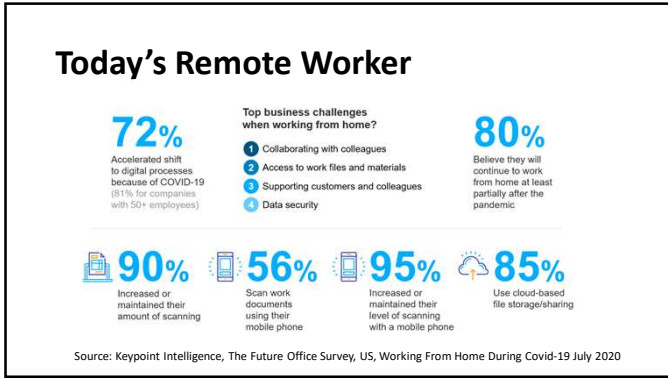 Today's Remote Worker
72%
Accelerated shift
to digital processes
because of COVID-19
(81% for companies
with 50+ employees)
Top business challenges
when working from home?
1 Collaborating with colleagues
2 Access to work files and materials
3 Supporting customers and colleagues
4 Data security
80%
Believe they will
continue to work
from home at least
partially after the
pandemic
90%
Increased or
maintained their
amount of scanning
56%
Scan work
documents
using their
mobile phone
95%
Increased or
maintained their
level of scanning
with a mobile phone
85%
Use cloud-based
file storage/sharing
Source: Keypoint Intelligence, The Future Office Survey, US, Working From Home During Covid-19 July 2020